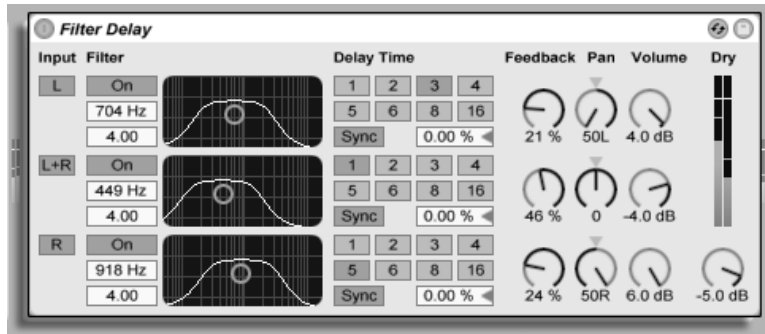 Filter Delay
Input Filter Delay Time Feedback Pan Volume Dry
L On 1 2 3 4
704 Hz 5 6 8 16
4.00 Sync 0.00 % 21 % 50L 4.0 dB
L+R On 1 2 3 4
449 Hz 5 6 8 16
4.00 Sync 0.00 % 46 % 0 -4.0 dB
R On 1 2 3 4
918 Hz 5 6 8 16
4.00 Sync 0.00 % 24 % 50R 6.0 dB -5.0 dB